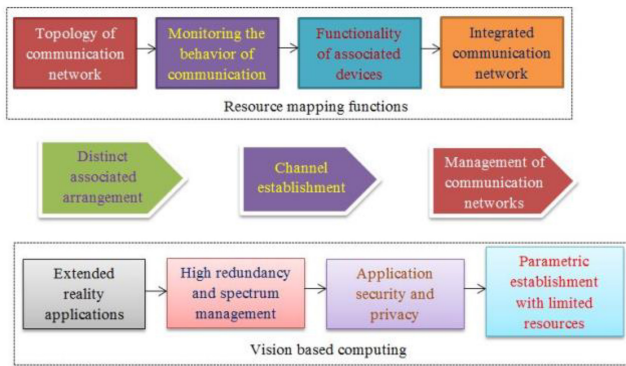 Topology of
communication
network
Monitoring the
behavior of
communication
Functionality
of associated
devices
Integrated
communication
network
Resource mapping functions
Distinct
associated
arrangement
Channel
establishment
Management of
communication
networks
Extended
reality
applications
High redundancy
and spectrum
management
Application
security and
privacy
Parametric
establishment
with limited
resources
Vision based computing